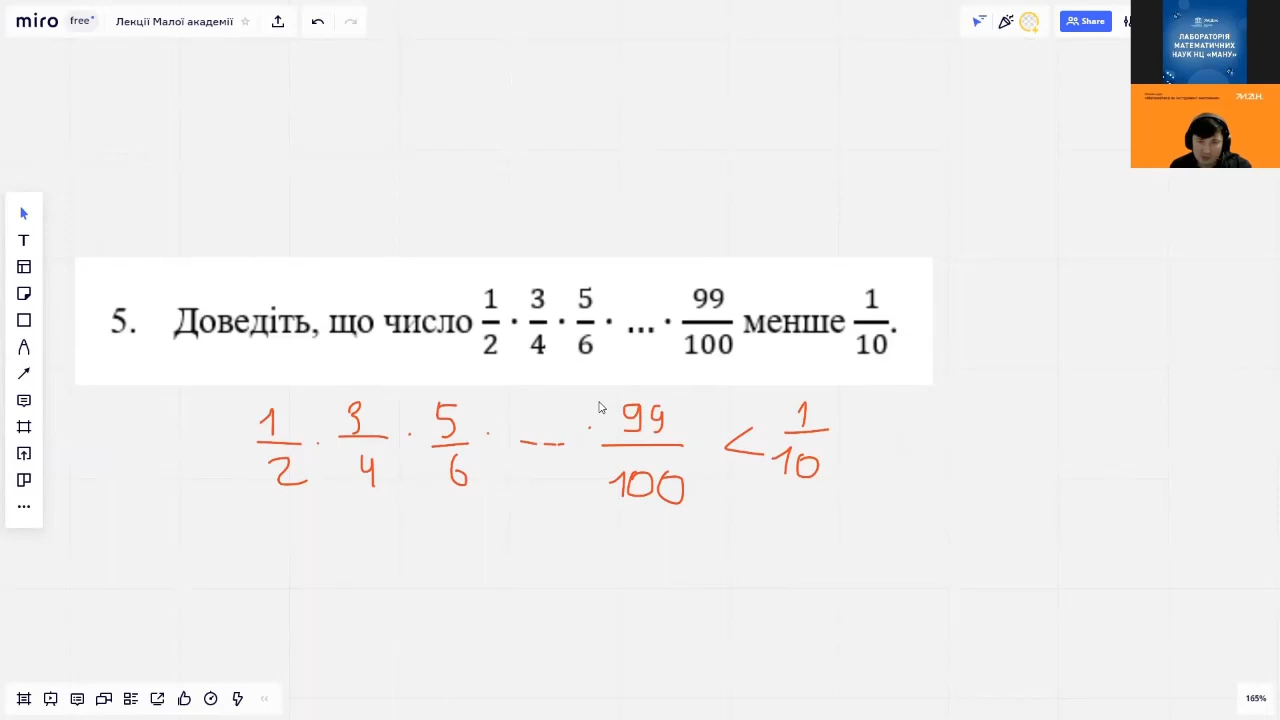 miro free Лекції Малої академії
Share
ЛАБОРАТОРІЯ
МАТЕМАТИЧНИХ
НАУК НЦ «МАНУ»
5. Доведіть, що число 1/2 · 3/4 · 5/6 · ... · 99/100 менше 1/10.
1/2 · 3/4 · 5/6 · --- · 99/100 < 1/10
165%